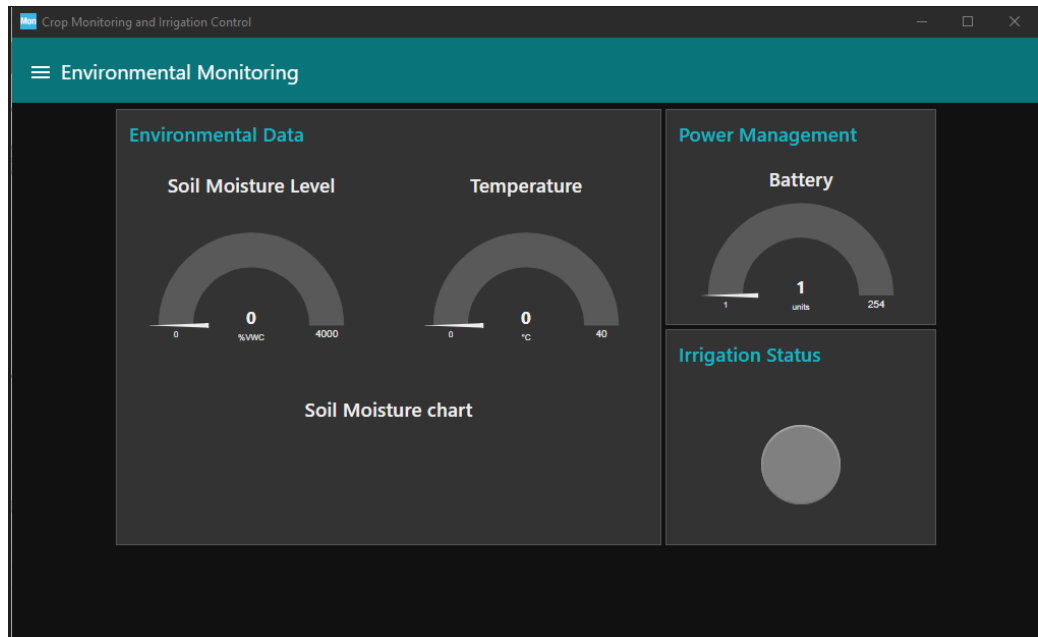 Mon Crop Monitoring and Irrigation Control
Environmental Monitoring
Environmental Data
Soil Moisture Level
0
%VWC
0
4000
Temperature
0
°C
0
40
Soil Moisture chart
Power Management
Battery
1
units
1
254
Irrigation Status